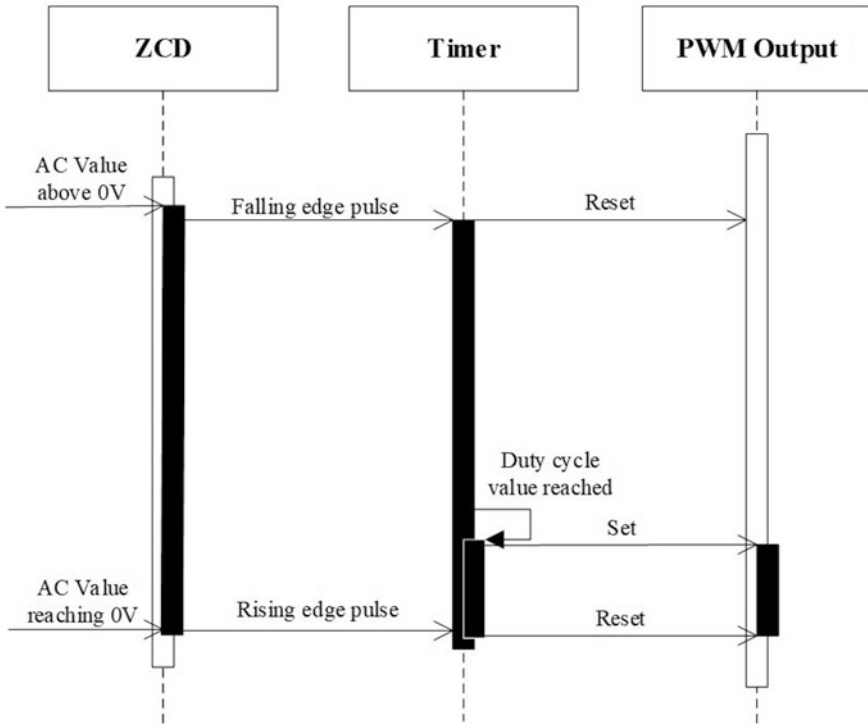 ZCD
Timer
PWM Output
AC Value
above 0V
Falling edge pulse
Reset
Duty cycle
value reached
Set
AC Value
reaching 0V
Rising edge pulse
Reset